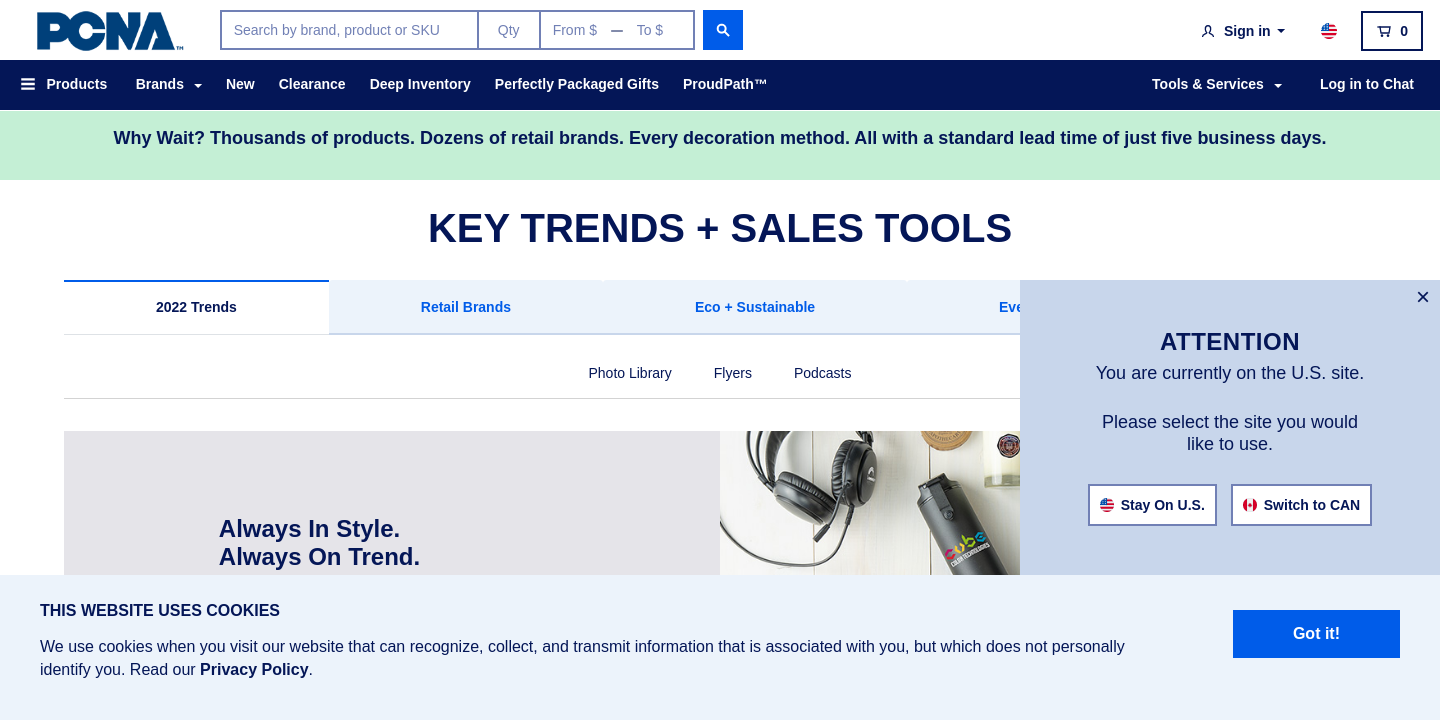 PCNA™
Search by brand, product or SKU
Qty
From $ — To $
Sign in
0
Products
Brands
New
Clearance
Deep Inventory
Perfectly Packaged Gifts
ProudPath™
Tools & Services
Log in to Chat
Why Wait? Thousands of products. Dozens of retail brands. Every decoration method. All with a standard lead time of just five business days.
KEY TRENDS + SALES TOOLS
2022 Trends
Retail Brands
Eco + Sustainable
Eve
×
ATTENTION
You are currently on the U.S. site.
Please select the site you would
like to use.
Stay On U.S.
Switch to CAN
Photo Library
Flyers
Podcasts
Always In Style.
Always On Trend.
cube
COLOR TECHNOLOGIES
THIS WEBSITE USES COOKIES
We use cookies when you visit our website that can recognize, collect, and transmit information that is associated with you, but which does not personally
identify you. Read our Privacy Policy.
Got it!